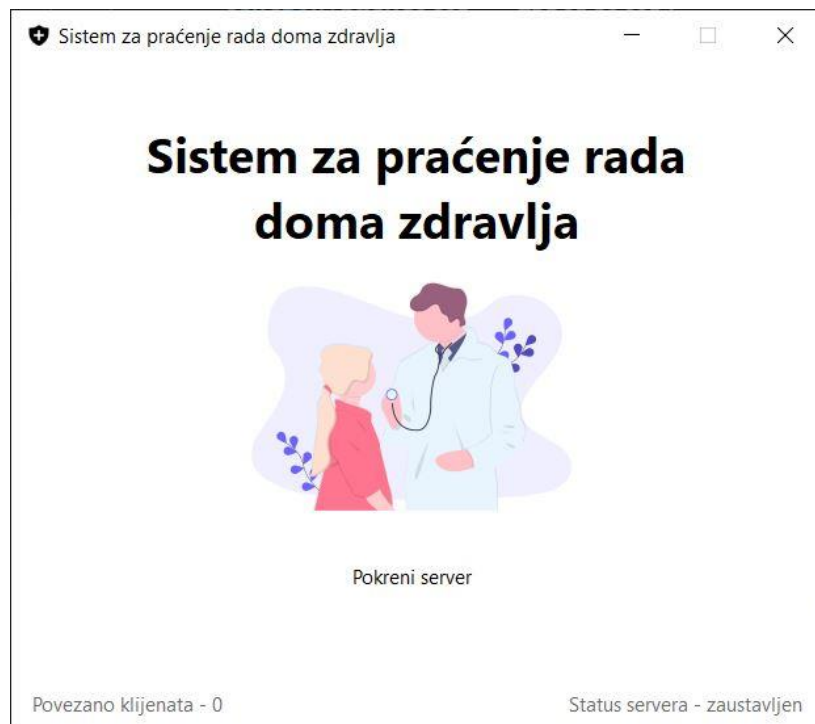 Sistem za praćenje rada doma zdravlja
Sistem za praćenje rada
doma zdravlja
Pokreni server
Povezano klijenata - 0
Status servera - zaustavljen